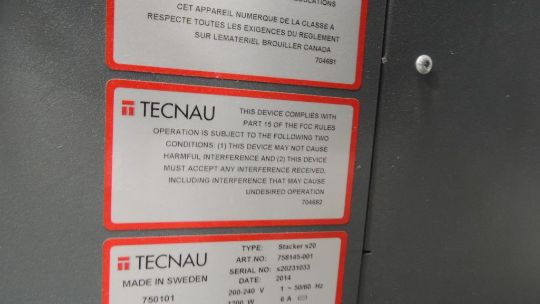 CET APPAREIL NUMERIQUE DE LA CLASSE A
RESPECTE TOUTES LES EXIGENCES DU REGLEMENT
SUR LEMATERIEL BROUILLER CANADA
704681
TECNAU
THIS DEVICE COMPLIES WITH
PART 15 OF THE FCC RULES
OPERATION IS SUBJECT TO THE FOLLOWING TWO
CONDITIONS: (1) THIS DEVICE MAY NOT CAUSE
HARMFUL INTERFERENCE AND (2) THIS DEVICE
MUST ACCEPT ANY INTERFERENCE RECEIVED,
INCLUDING INTERFERENCE THAT MAY CAUSE
UNDESIRED OPERATION
704682
TECNAU
MADE IN SWEDEN
750101
TYPE: Stacker s20
ART NO: 758145-001
SERIAL NO: s20231033
DATE: 2014
200-240 V 1 ~ 50/60 Hz
1200 W 6 A